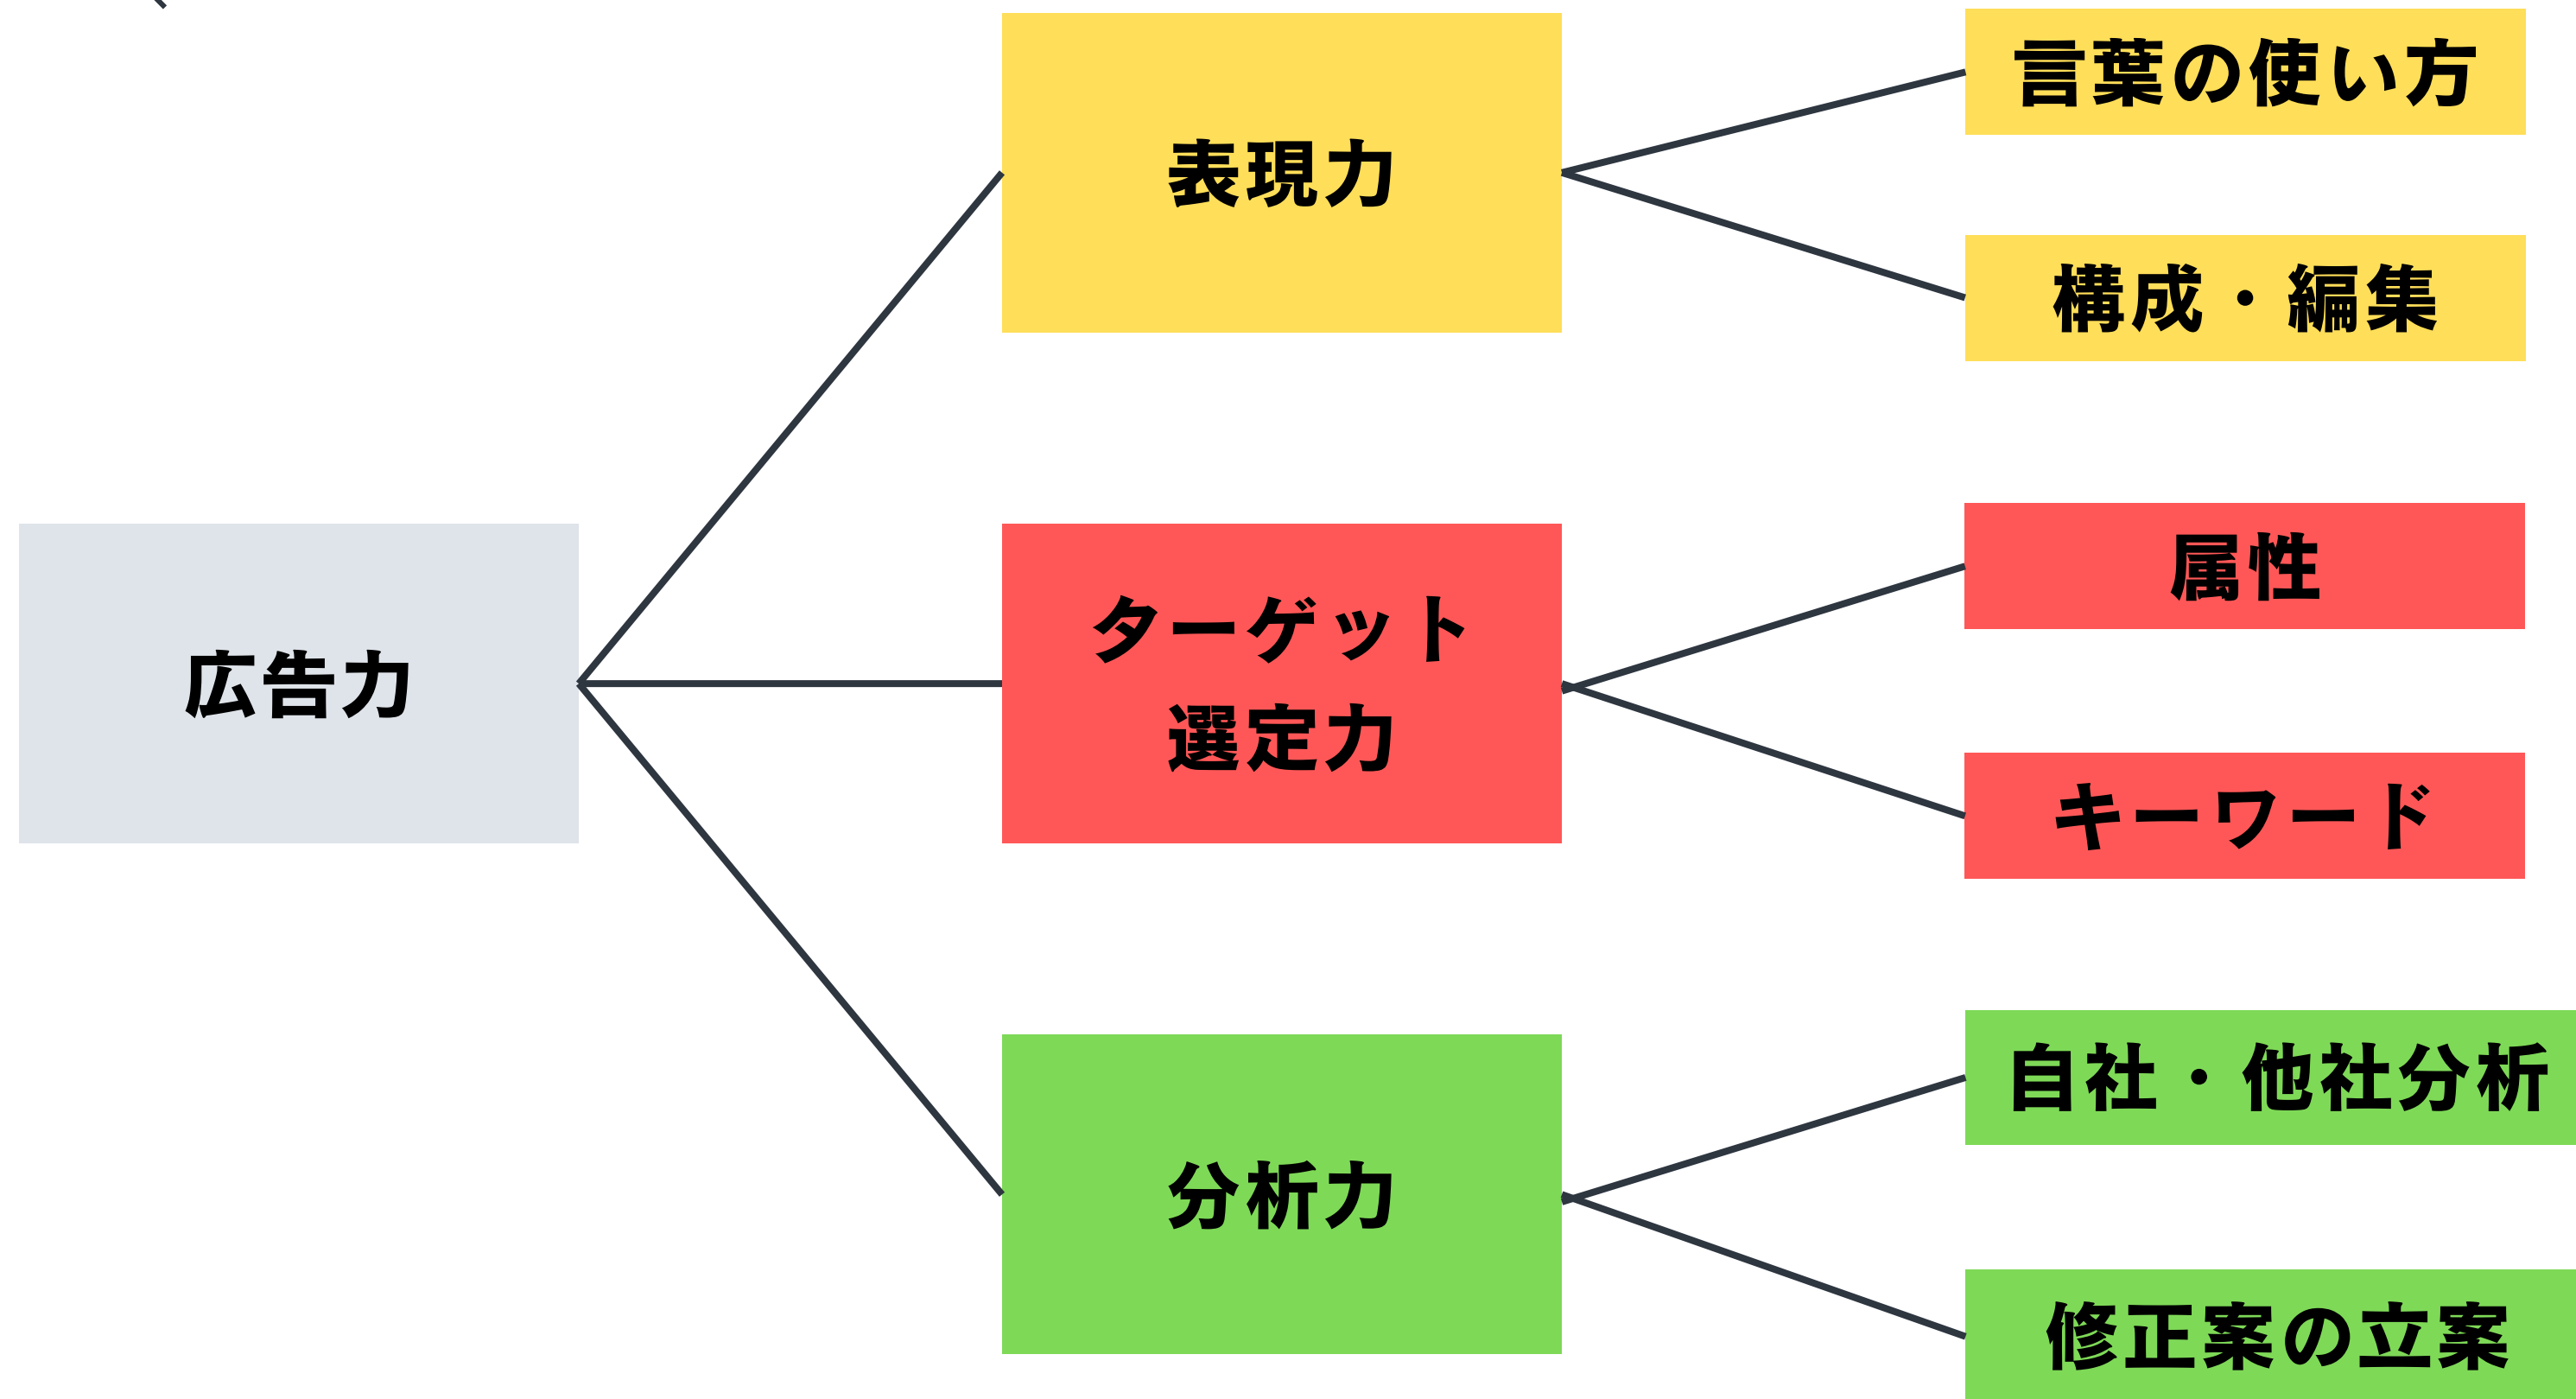 広告力
表現力
言葉の使い方
構成・編集
ターゲット
選定力
属性
キーワード
分析力
自社・他社分析
修正案の立案